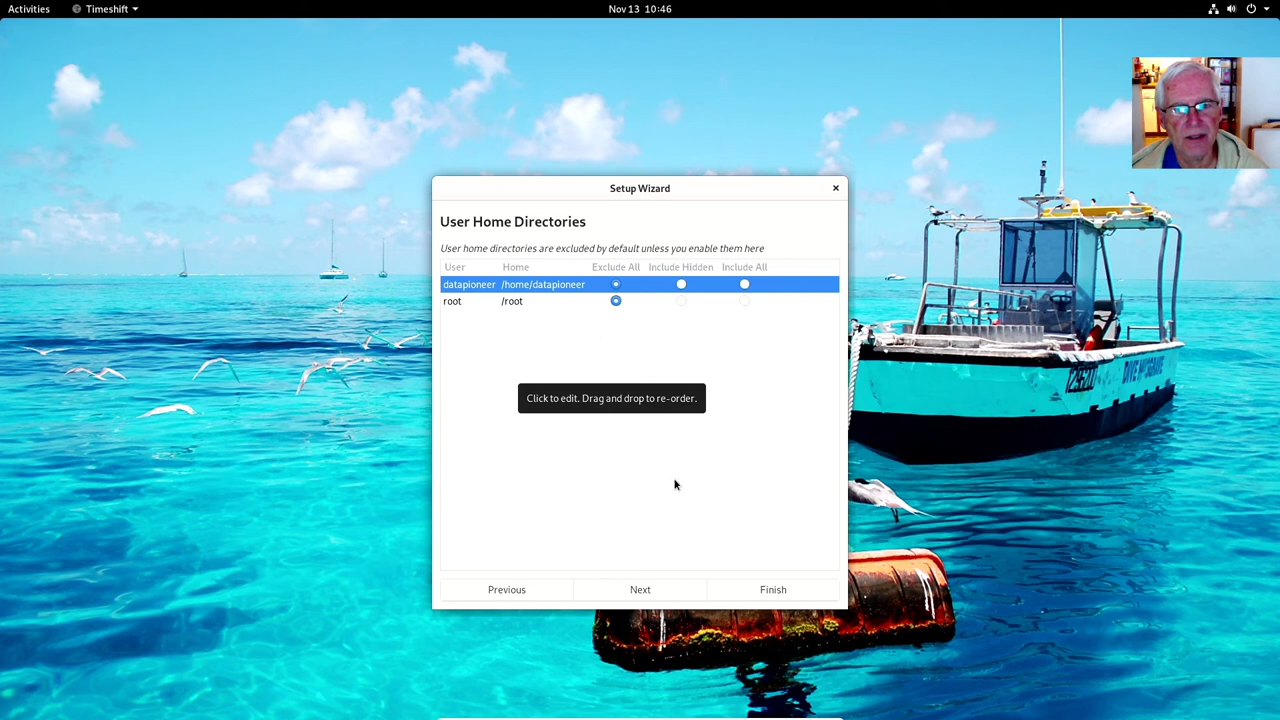 Activities
Timeshift
Nov 13 10:46
Setup Wizard
User Home Directories
User home directories are excluded by default unless you enable them here
User Home Exclude All Include Hidden Include All
datapioneer /home/datapioneer
root /root
Click to edit. Drag and drop to re-order.
Previous
Next
Finish